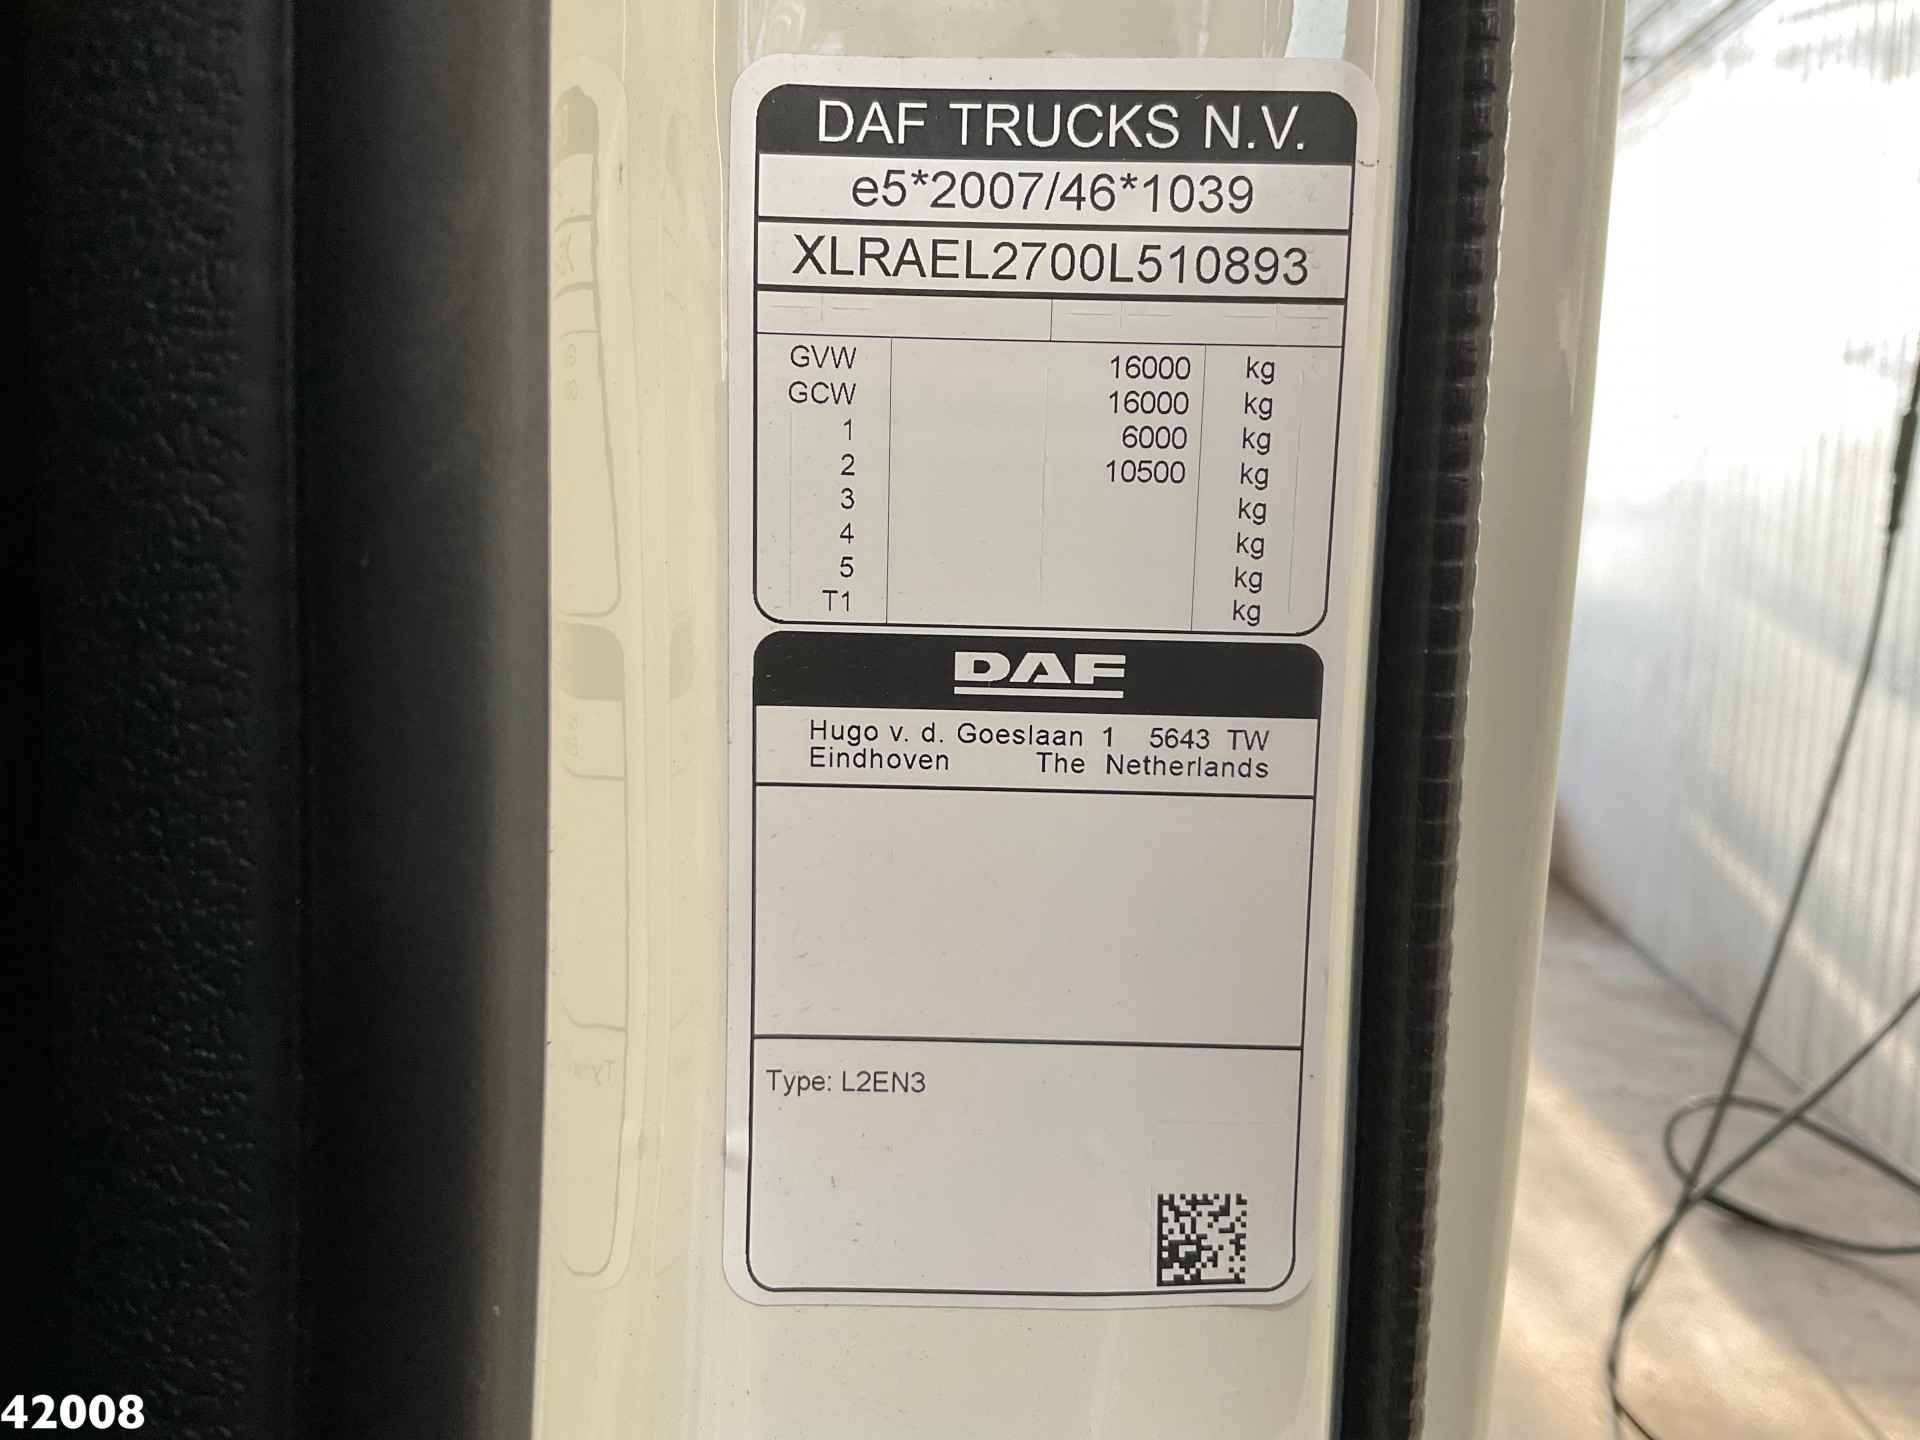 DAF TRUCKS N.V.
e5*2007/46*1039
XLRAEL2700L510893
GVW 16000 kg
GCW 16000 kg
1 6000 kg
2 10500 kg
3 kg
4 kg
5 kg
T1 kg
DAF
Hugo v. d. Goeslaan 1 5643 TW
Eindhoven The Netherlands
Type: L2EN3
42008